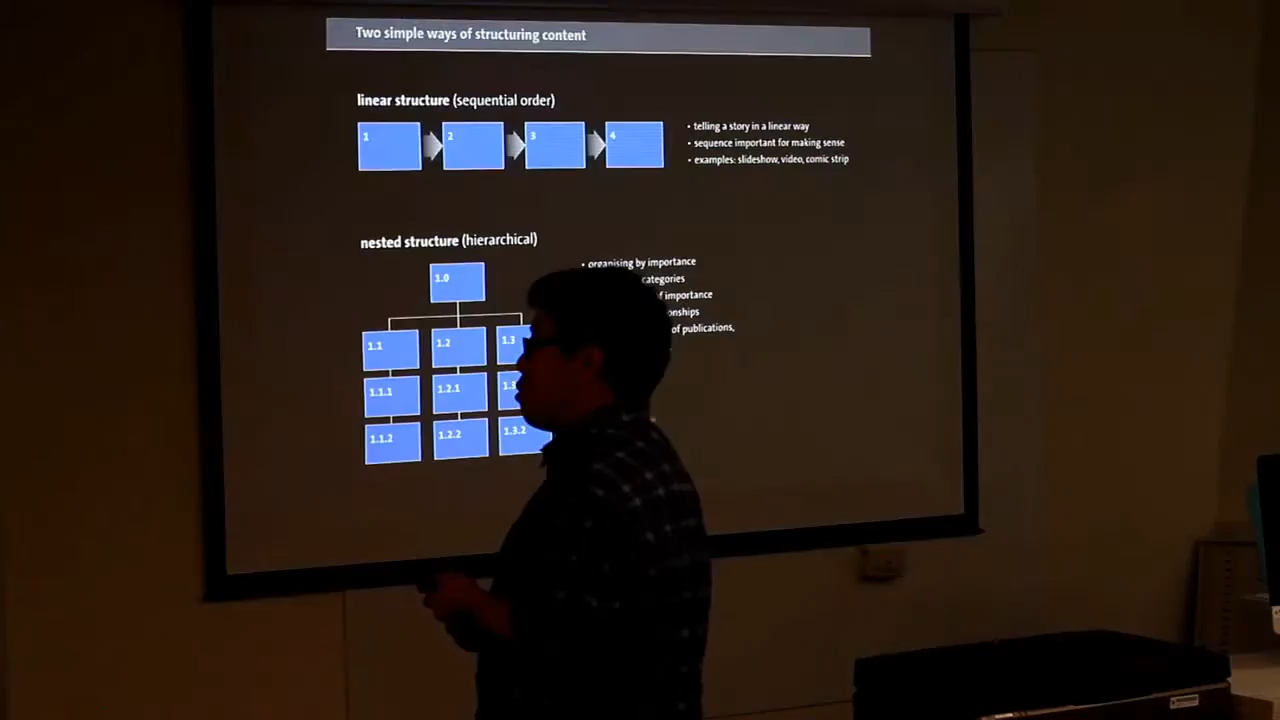 Two simple ways of structuring content
linear structure (sequential order)
1
2
3
4
• telling a story in a linear way
• sequence important for making sense
• examples: slideshow, video, comic strip
nested structure (hierarchical)
1.0
• organising by importance
categories
of importance
of publications,
1.1
1.2
1.3
1.1.1
1.2.1
1.1.2
1.2.2
1.3.2